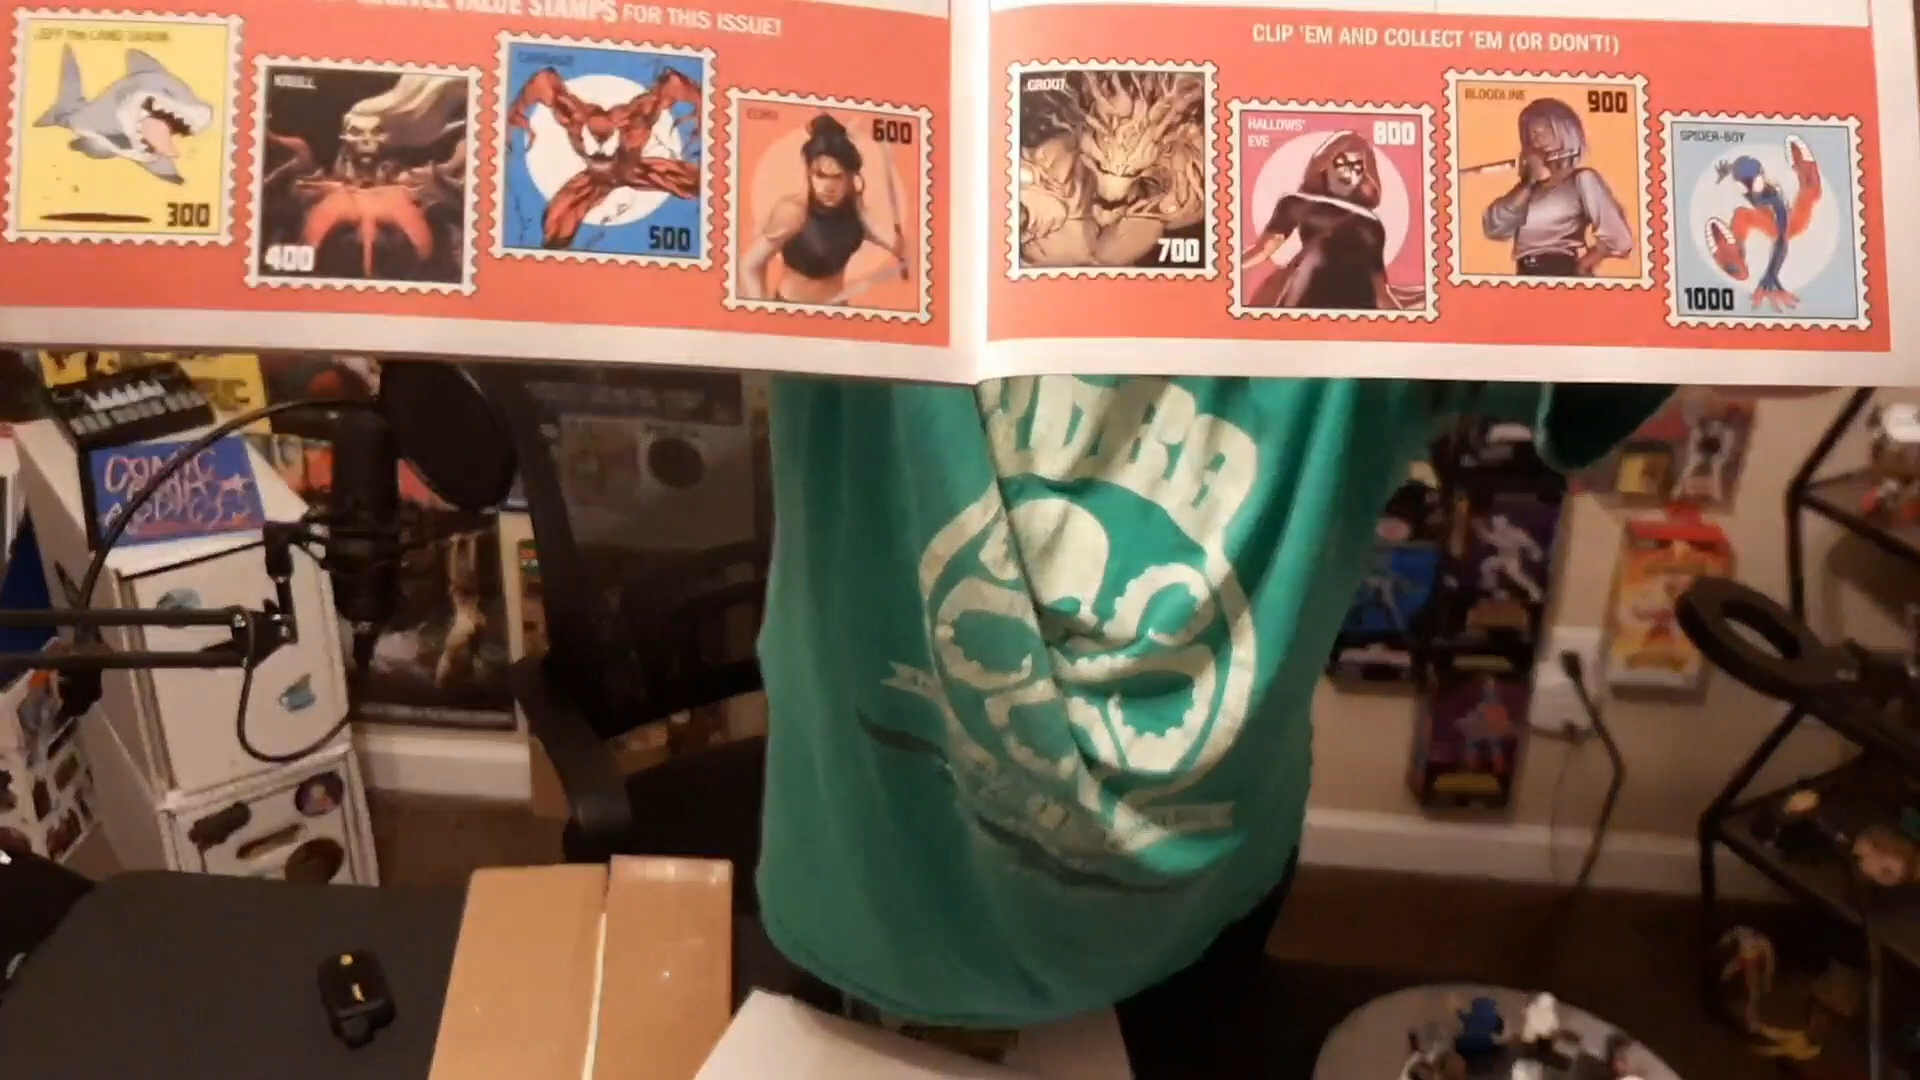 VALUE STAMPS FOR THIS ISSUE!
CLIP 'EM AND COLLECT 'EM (OR DON'T!)
JEFF the LAND SHARK
300
KNULL
400
CARNAGE
500
ECHO
600
GROOT
700
HALLOWS'
EVE
800
BLOODLINE
900
SPIDER-BOY
1000
COMIC